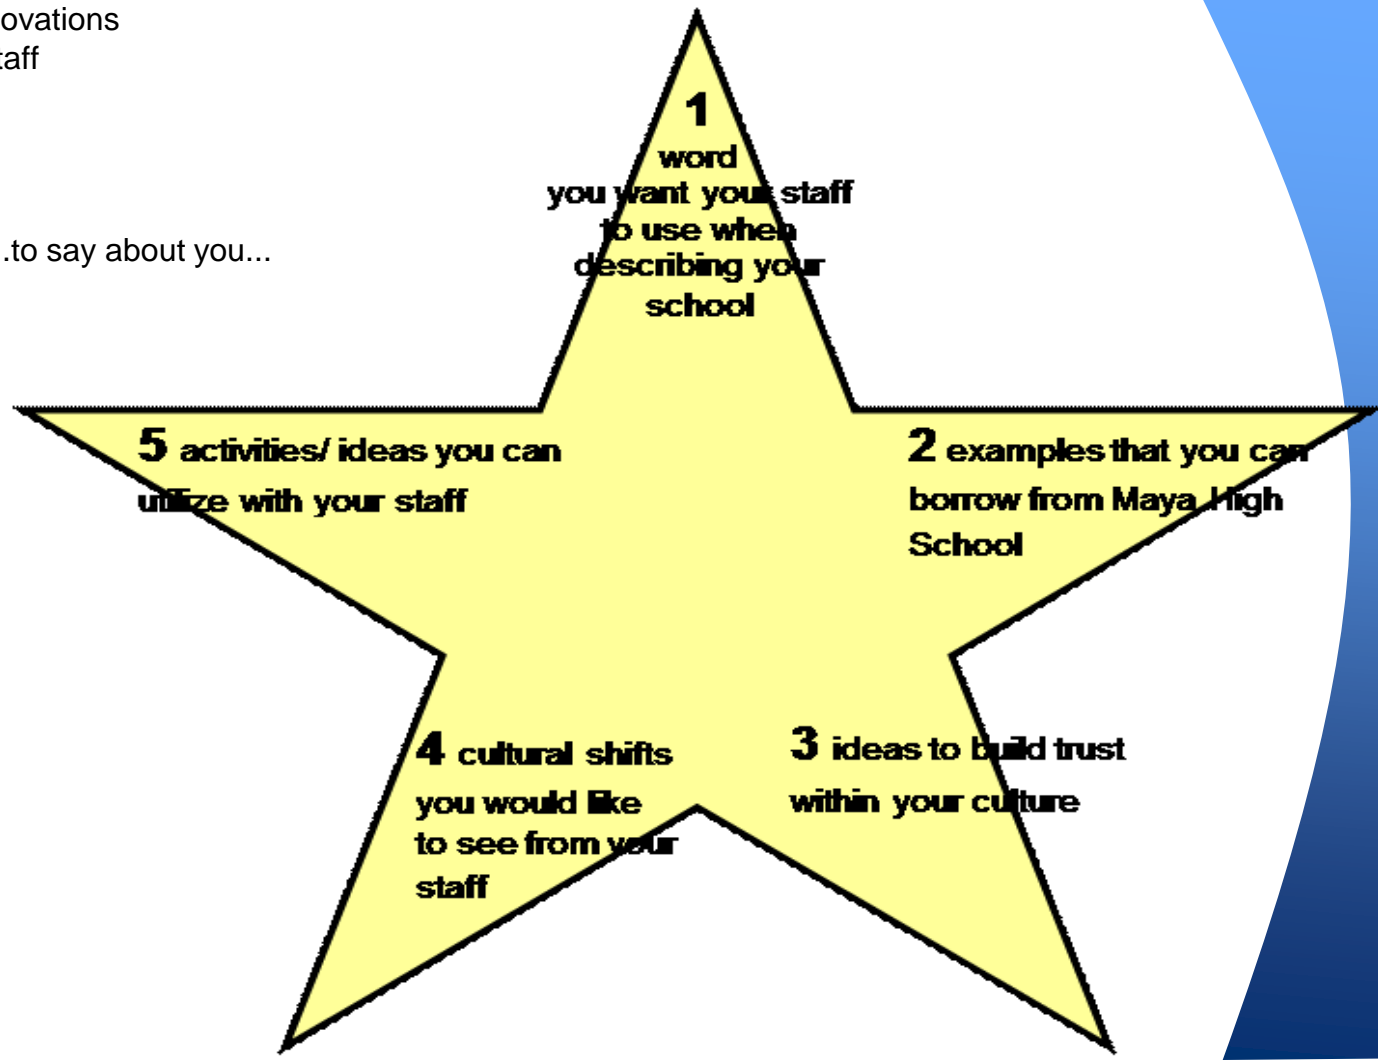 ovations
taff
.to say about you...
1
word
you want your staff
to use when
describing your
school
5 activities/ ideas you can
utilize with your staff
2 examples that you can
borrow from Maya High
School
4 cultural shifts
you would like
to see from your
staff
3 ideas to build trust
within your culture